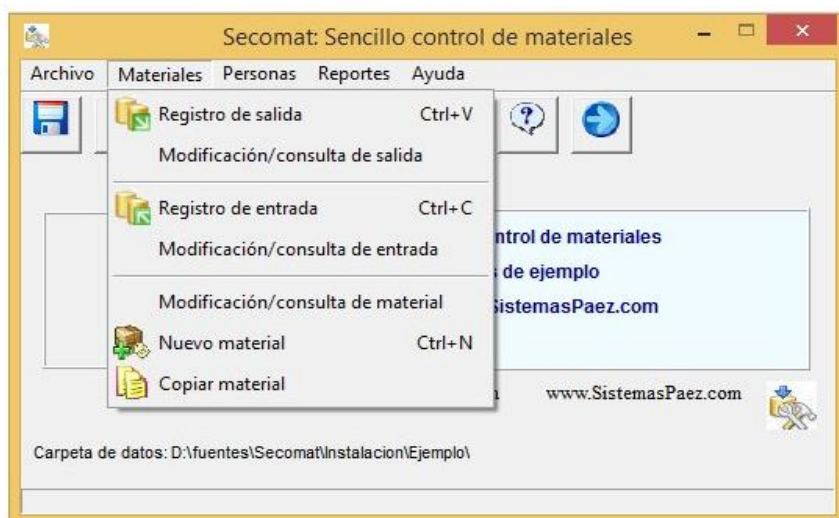 Secomat: Sencillo control de materiales
Archivo Materiales Personas Reportes Ayuda
Registro de salida Ctrl+V
Modificación/consulta de salida
Registro de entrada Ctrl+C
Modificación/consulta de entrada
Modificación/consulta de material
Nuevo material Ctrl+N
Copiar material
de materiales
de ejemplo
SistemasPaez.com
www.SistemasPaez.com
Carpeta de datos: D:\fuentes\Secomat\Instalacion\Ejemplo\